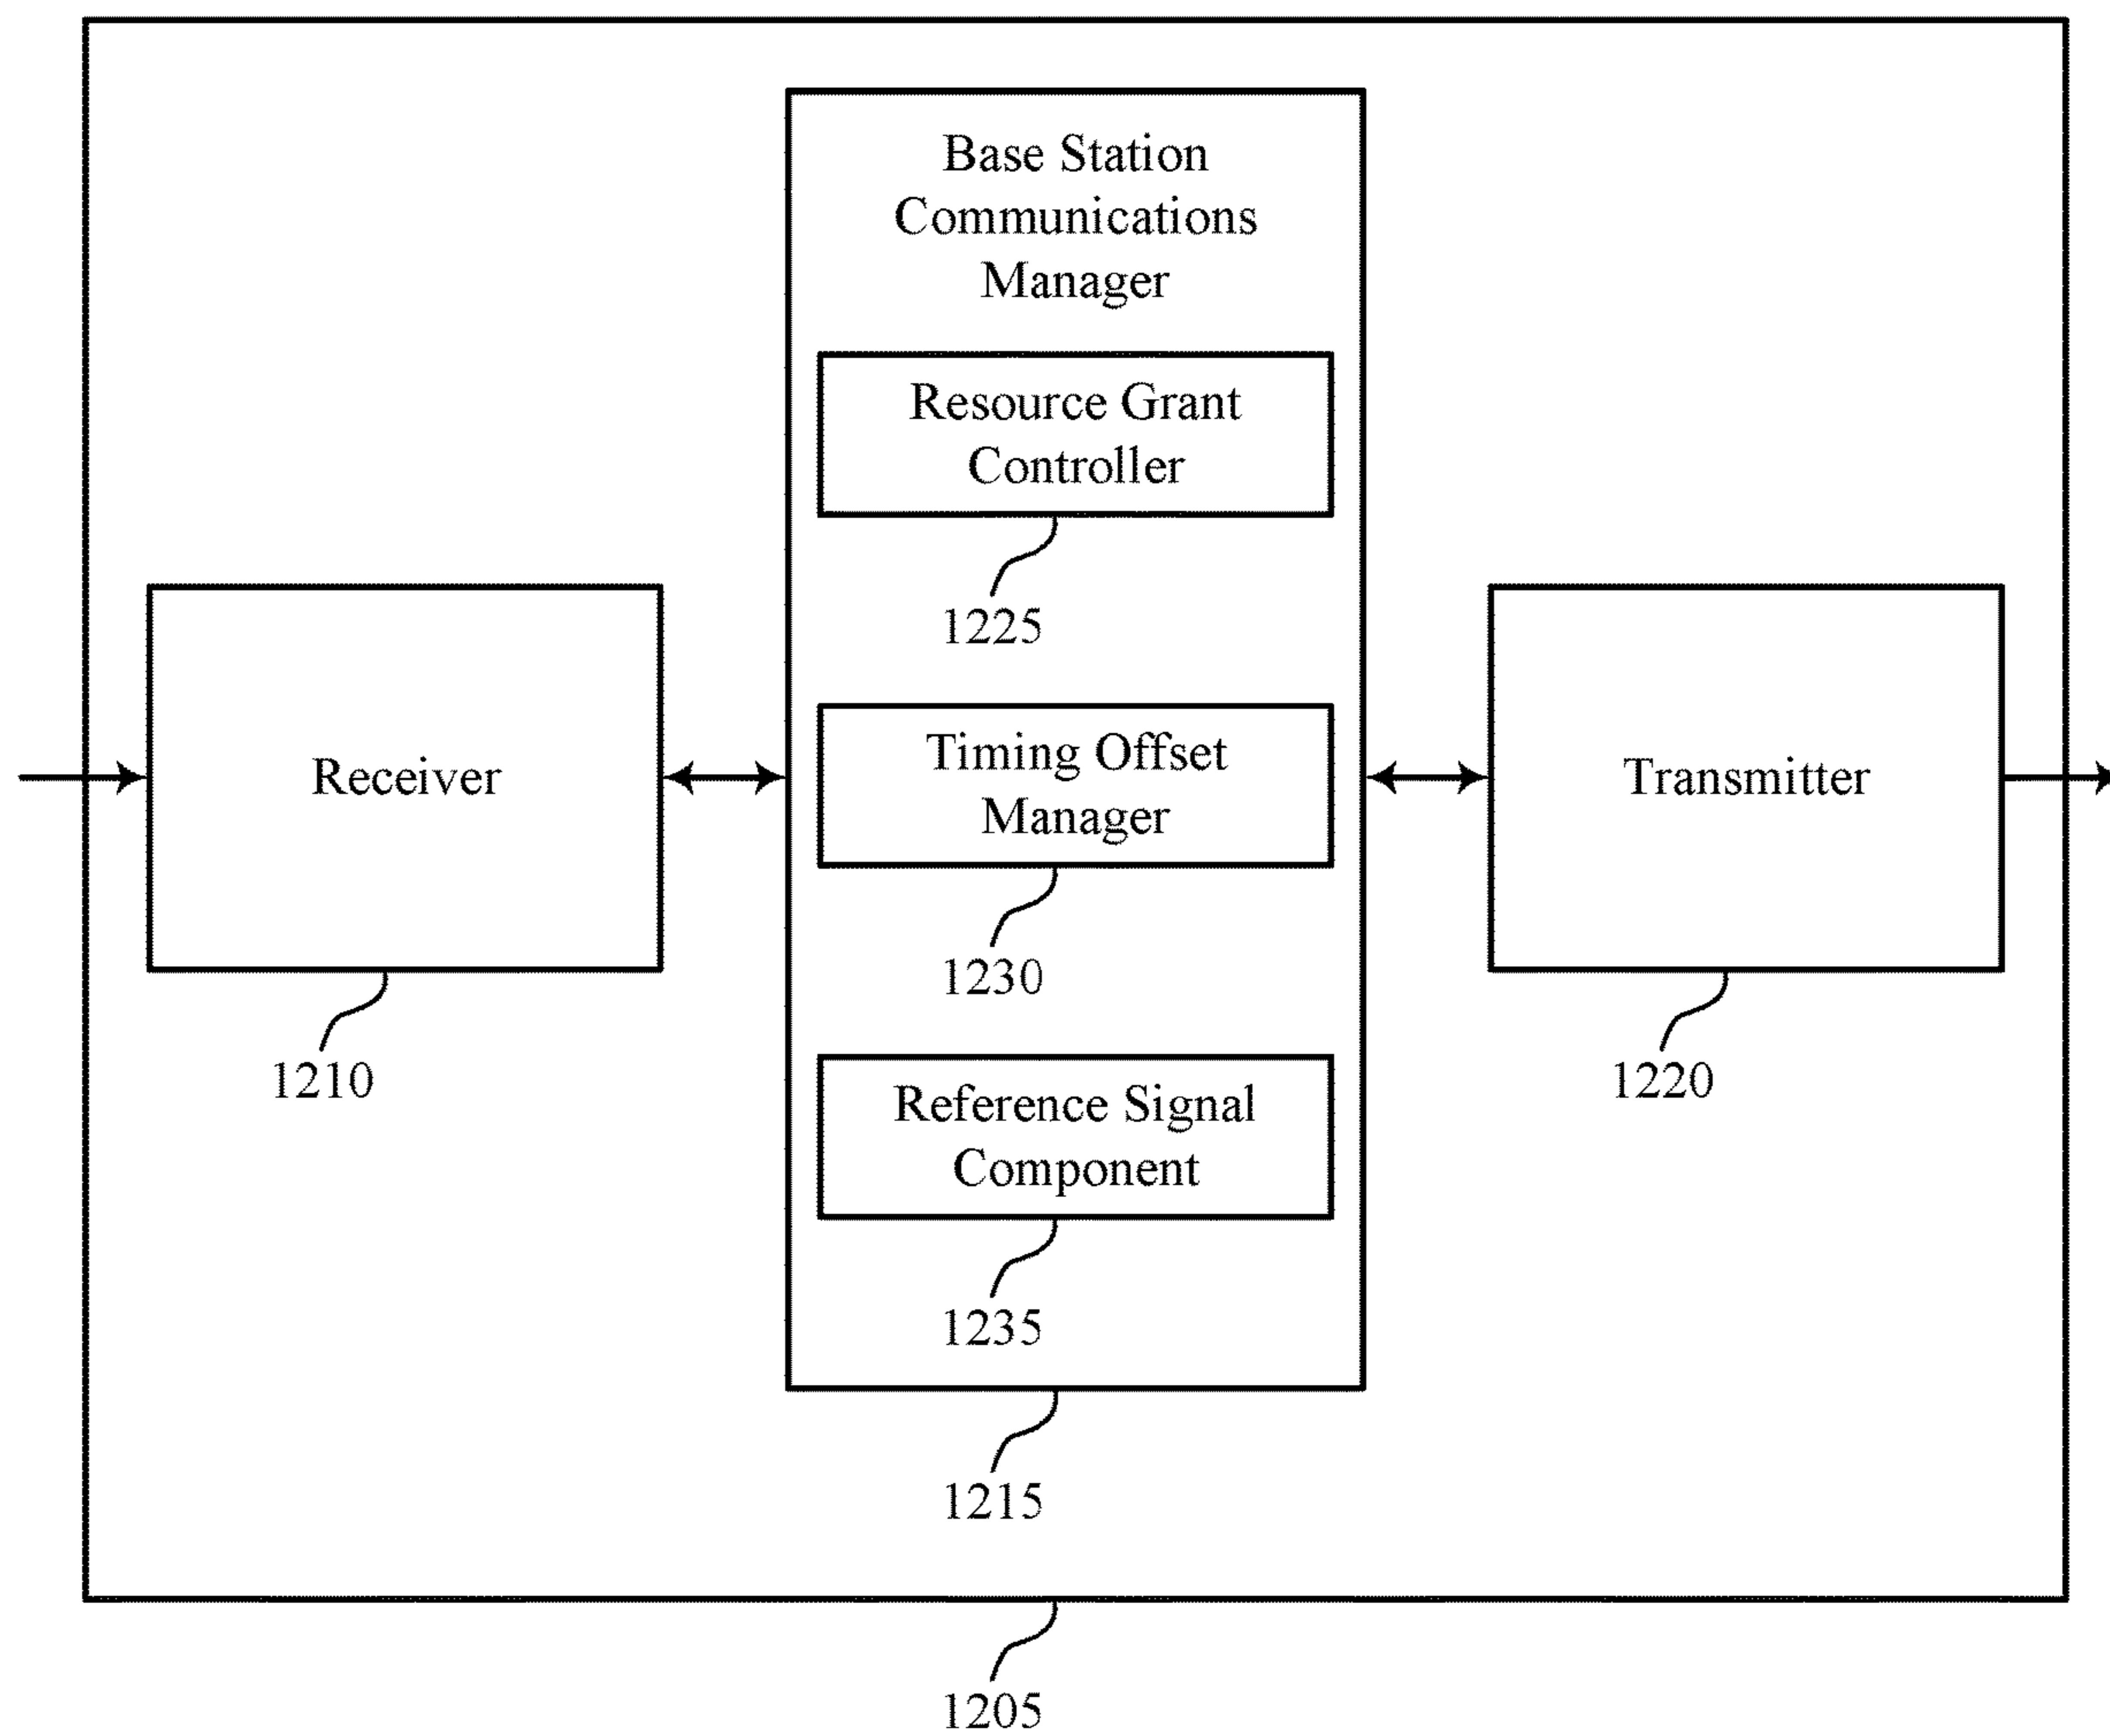 Base Station
Communications
Manager
Resource Grant
Controller
1225
Receiver
1210
Timing Offset
Manager
1230
Transmitter
1220
Reference Signal
Component
1235
1215
1205